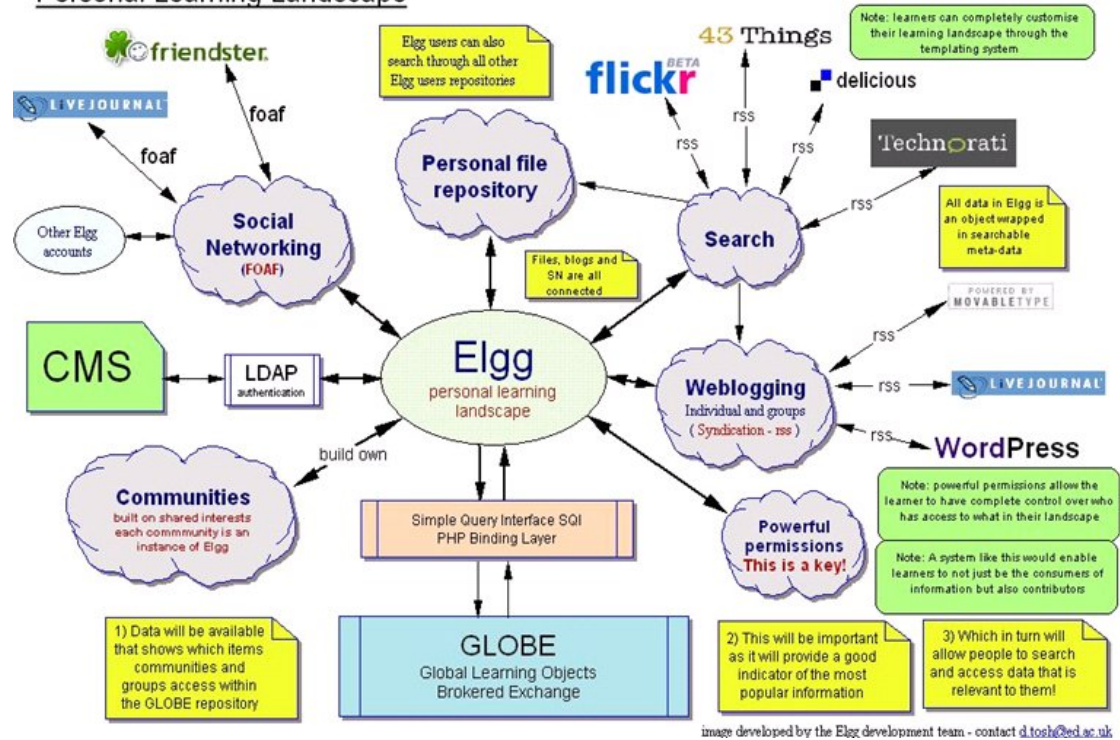 Personal Learning Landscape
friendster.
LIVEJOURNAL
foaf
foaf
Other Elgg
accounts
Social
Networking
(FOAF)
Elgg users can also
search through all other
Elgg users repositories
Personal file
repository
43 Things
flickr BETA
delicious
Note: learners can completely customise
their learning landscape through the
templating system
rss
rss
rss
Technorati
rss
Search
All data in Elgg is
an object wrapped
in searchable
meta-data
Files, blogs and
SN are all
connected
POWERED BY
MOVABLETYPE
rss
CMS
LDAP
authentication
Elgg
personal learning
landscape
Weblogging
Individual and groups
( Syndication - rss )
rss
LIVEJOURNAL
rss
WordPress
build own
Communities
built on shared interests
each commmunity is an
instance of Elgg
Simple Query Interface SQI
PHP Binding Layer
Powerful
permissions
This is a key!
Note: powerful permissions allow the
learner to have complete control over who
has access to what in their landscape
Note: A system like this would enable
learners to not just be the consumers of
information but also contributors
1) Data will be available
that shows which items
communities and
groups access within
the GLOBE repository
GLOBE
Global Learning Objects
Brokered Exchange
2) This will be important
as it will provide a good
indicator of the most
popular information
3) Which in turn will
allow people to search
and access data that is
relevant to them!
image developed by the Elgg development team - contact d.tosh@ed.ac.uk